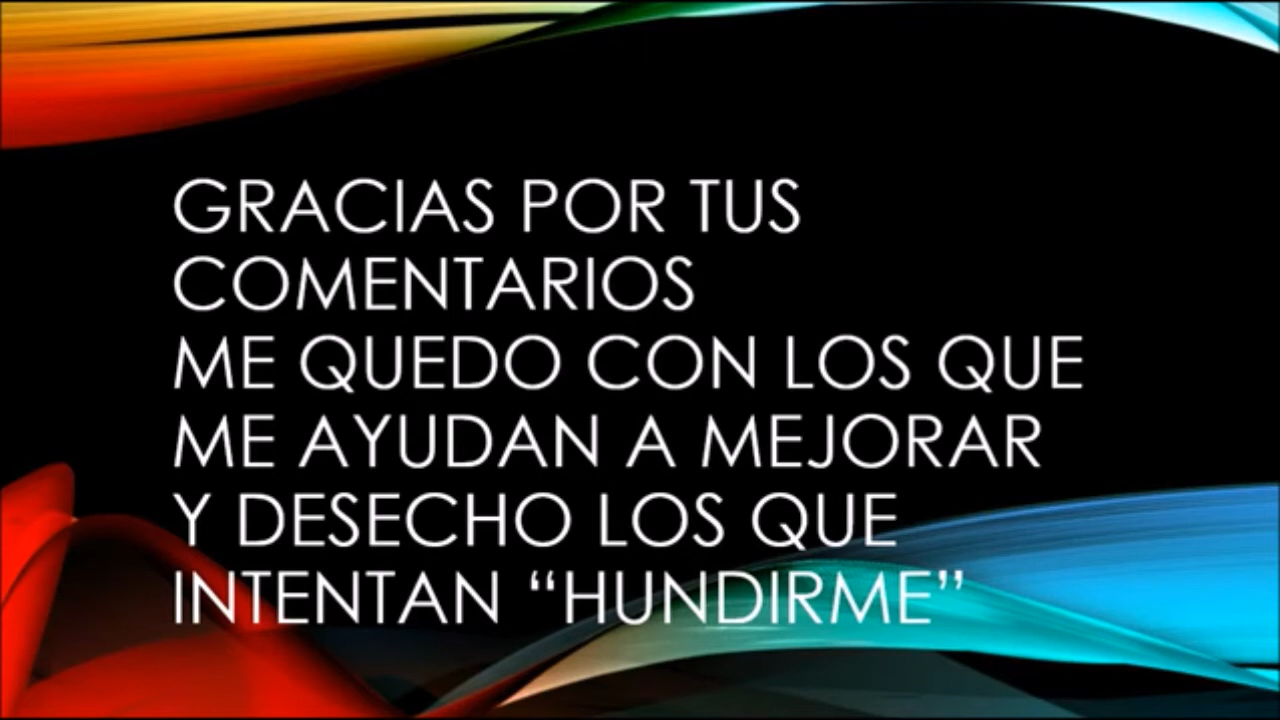 GRACIAS POR TUS
COMENTARIOS
ME QUEDO CON LOS QUE
ME AYUDAN A MEJORAR
Y DESECHO LOS QUE
INTENTAN “HUNDIRME”